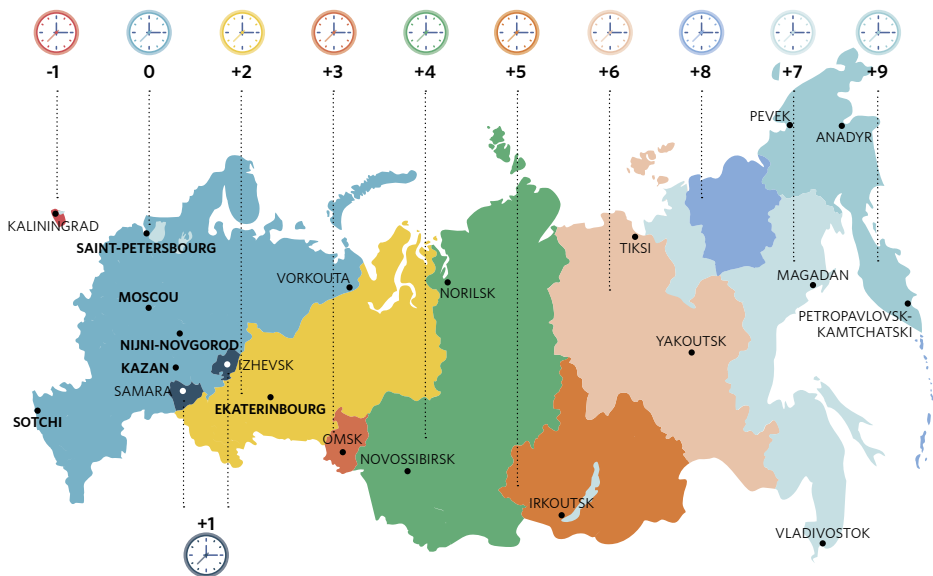 -1
0
+2
+3
+4
+5
+6
+8
+7
+9
PEVEK
ANADYR
KALININGRAD
SAINT-PETERSBOURG
TIKSI
VORKOUTA
MAGADAN
NORILSK
MOSCOU
PETROPAVLOVSK-
KAMTCHATSKI
NIJNI-NOVGOROD
YAKOUTSK
KAZAN
IZHEVSK
SAMARA
EKATERINBOURG
SOTCHI
OMSK
NOVOSSIBIRSK
IRKOUTSK
+1
VLADIVOSTOK